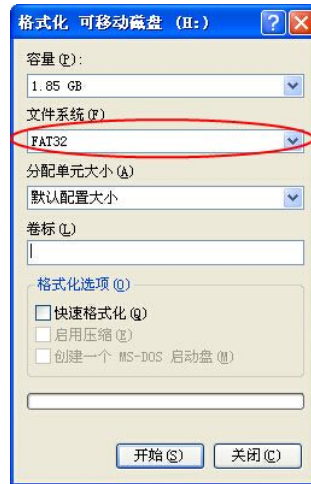 格式化 可移动磁盘 (H:)
容量(P):
1.85 GB
文件系统(F)
FAT32
分配单元大小(A)
默认配置大小
卷标(L)
格式化选项(O)
快速格式化(Q)
启用压缩(E)
创建一个 MS-DOS 启动盘(M)
开始(S)
关闭(C)